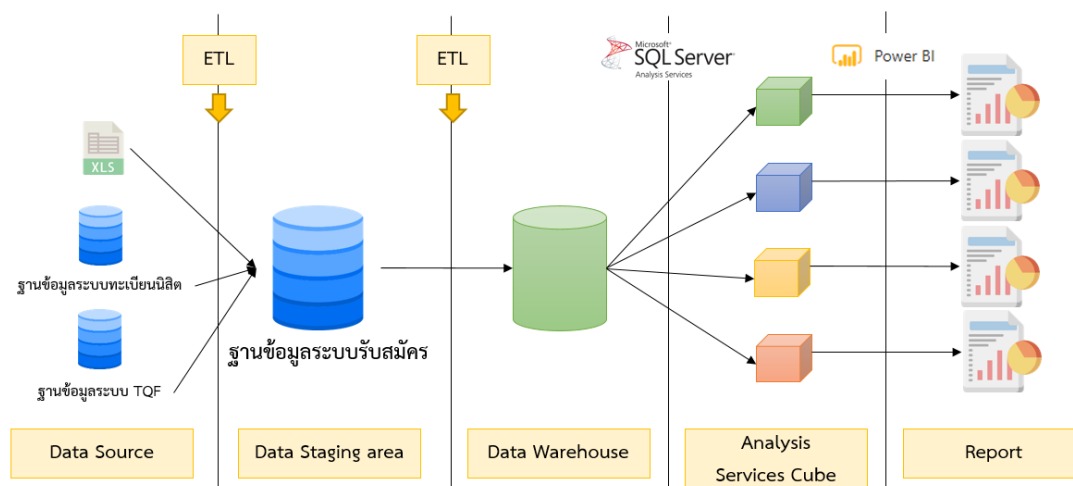 ETL
ETL
Microsoft®
SQL Server®
Analysis Services
Power BI
XLS
ฐานข้อมูลระบบทะเบียนนิสิต
ฐานข้อมูลระบบรับสมัคร
ฐานข้อมูลระบบ TQF
Data Source
Data Staging area
Data Warehouse
Analysis
Services Cube
Report